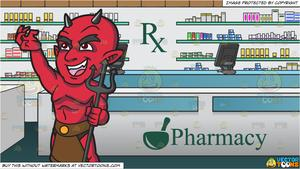 IMAGE PROTECTED BY COPYRIGHT
Rx
Pharmacy
BUY THIS WITHOUT WATERMARKS AT VECTORTOONS.COM
VECTOR
TOONS